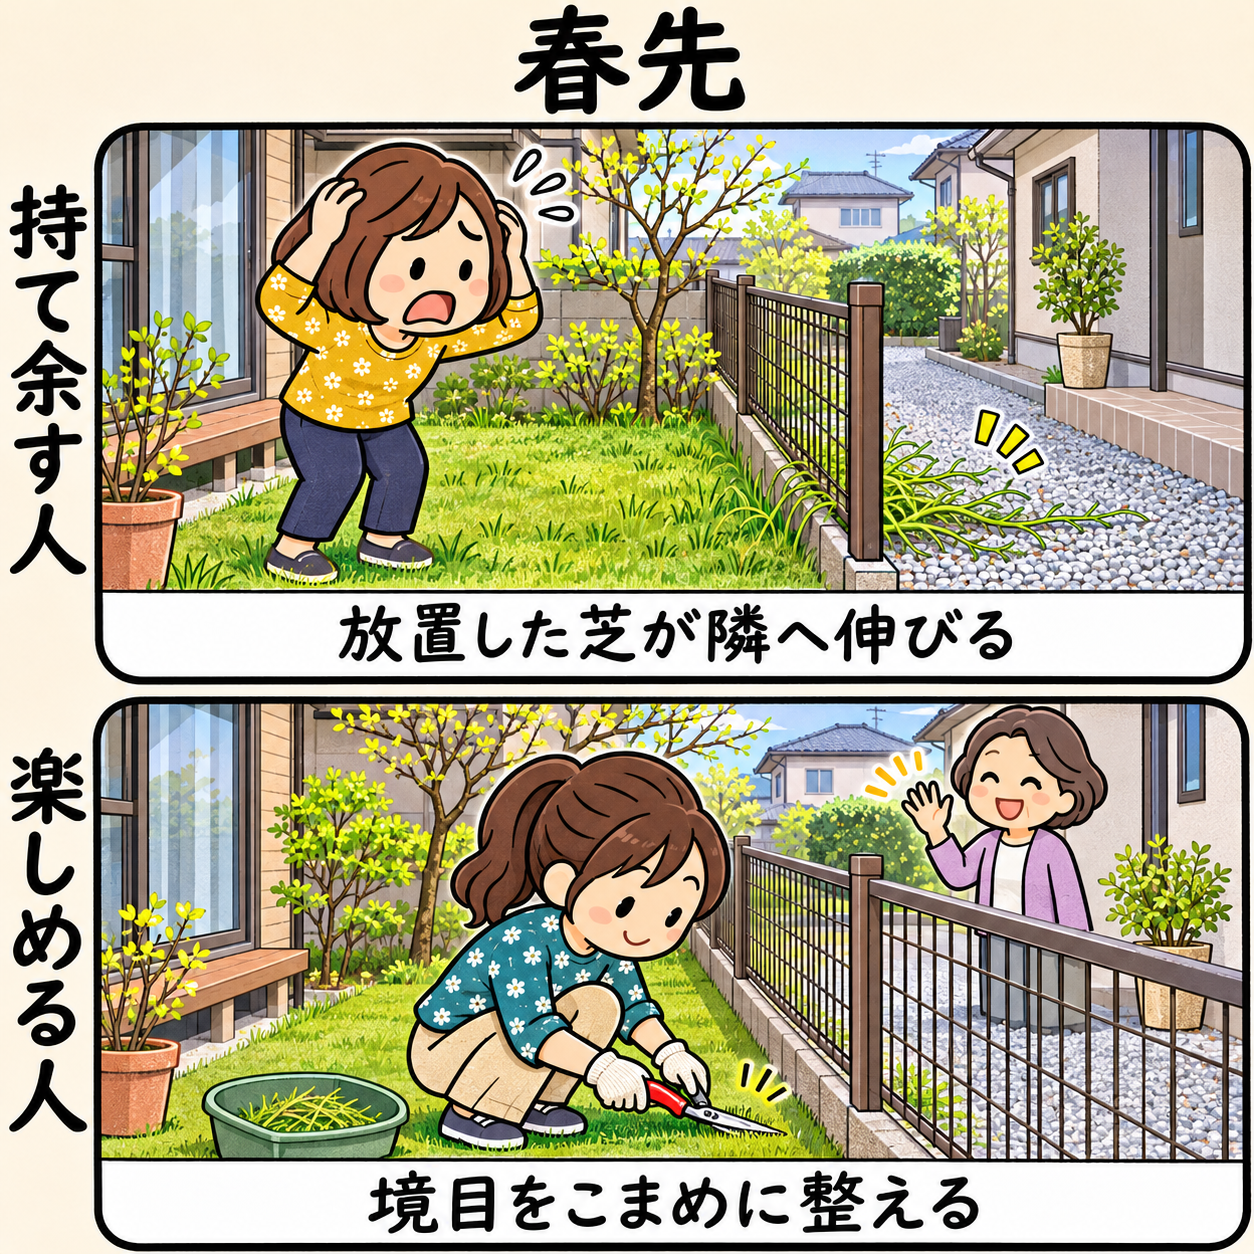 春先
持て余す人
放置した芝が隣へ伸びる
楽しめる人
境目をこまめに整える